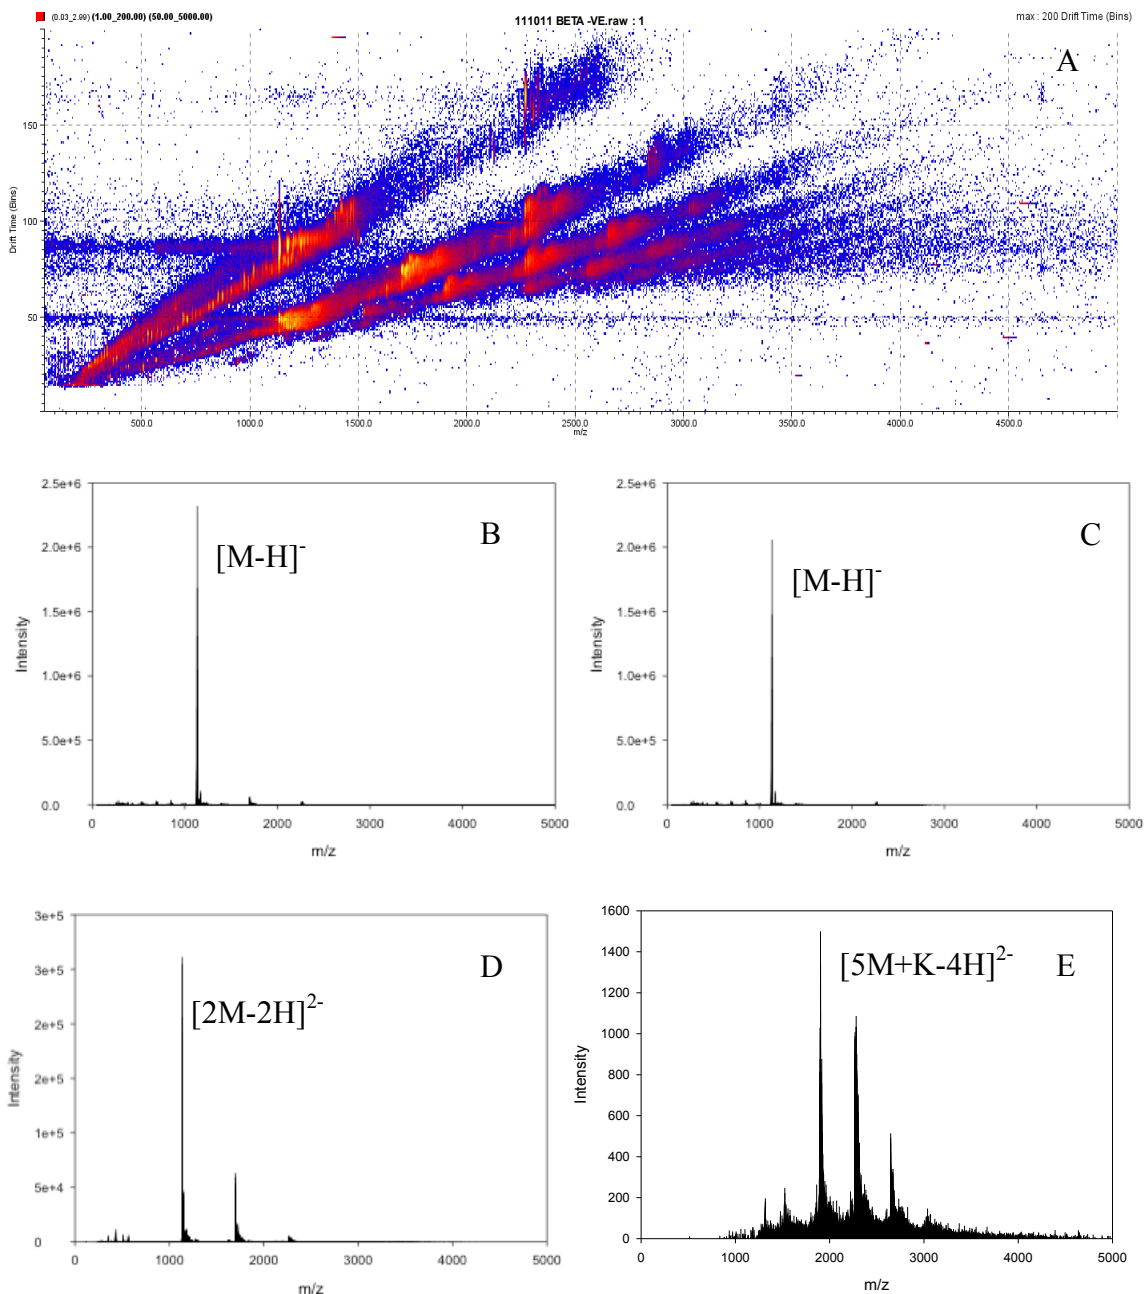 (0.03_2.99) (1.00_200.00) (50.00_5000.00)
111011 BETA -VE.raw : 1
max : 200 Drift Time (Bins)
A
Drift Time (Bins)
150
100
50
500.0 1000.0 1500.0 2000.0 2500.0 3000.0 3500.0 4000.0 4500.0
m/z
B
[M-H]-
Intensity
2.5e+6
2.0e+6
1.5e+6
1.0e+6
5.0e+5
0.0
0 1000 2000 3000 4000 5000
m/z
C
[M-H]-
Intensity
2.5e+6
2.0e+6
1.5e+6
1.0e+6
5.0e+5
0.0
0 1000 2000 3000 4000 5000
m/z
D
[2M-2H]2-
Intensity
3e+5
3e+5
2e+5
2e+5
1e+5
5e+4
0
0 1000 2000 3000 4000 5000
m/z
[5M+K-4H]2- E
Intensity
1600
1400
1200
1000
800
600
400
200
0
0 1000 2000 3000 4000 5000
m/z